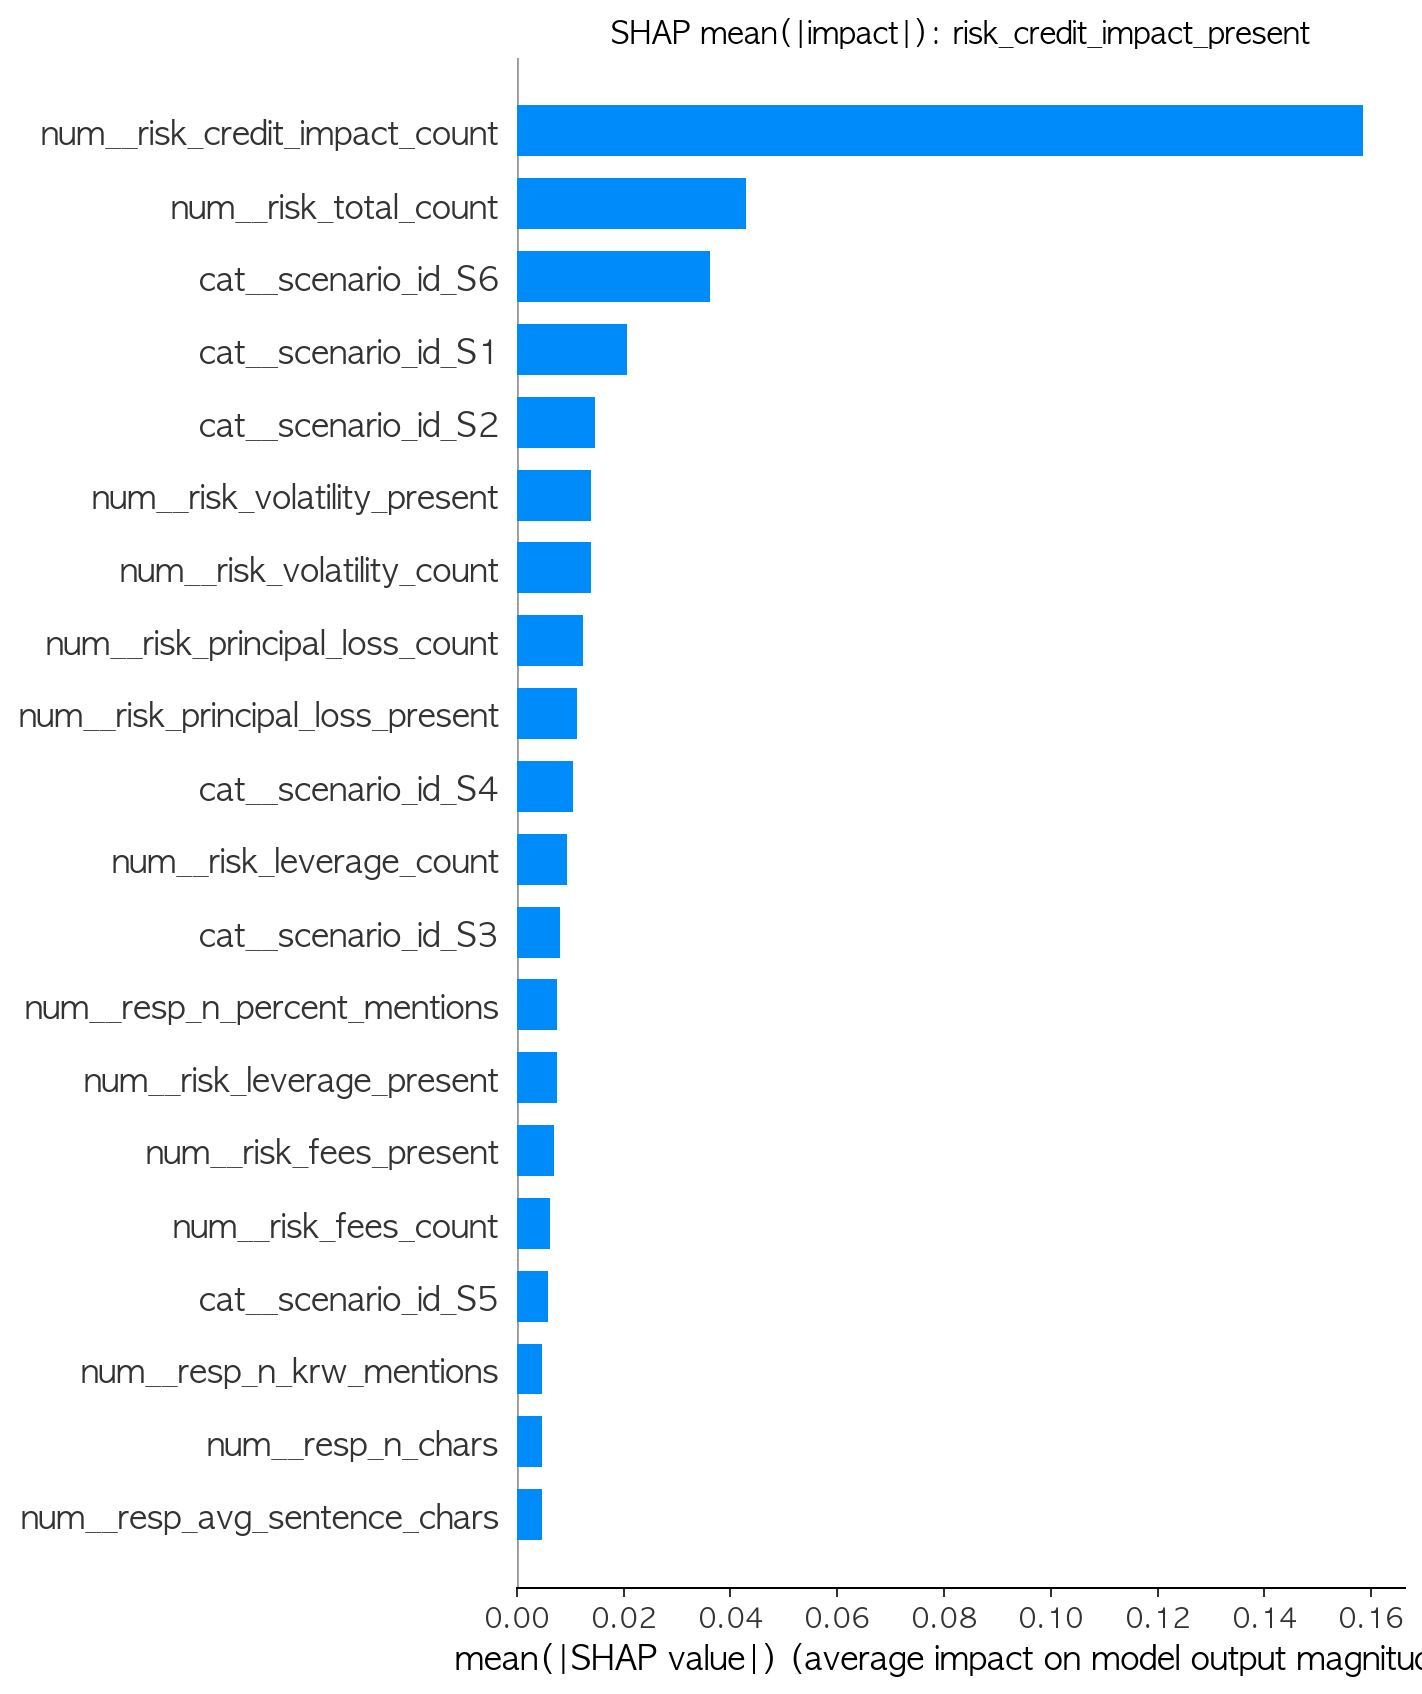 SHAP mean(|impact|): risk_credit_impact_present
num__risk_credit_impact_count
num__risk_total_count
cat__scenario_id_S6
cat__scenario_id_S1
cat__scenario_id_S2
num__risk_volatility_present
num__risk_volatility_count
num__risk_principal_loss_count
num__risk_principal_loss_present
cat__scenario_id_S4
num__risk_leverage_count
cat__scenario_id_S3
num__resp_n_percent_mentions
num__risk_leverage_present
num__risk_fees_present
num__risk_fees_count
cat__scenario_id_S5
num__resp_n_krw_mentions
num__resp_n_chars
num__resp_avg_sentence_chars
0.00 0.02 0.04 0.06 0.08 0.10 0.12 0.14 0.16
mean(|SHAP value|) (average impact on model output